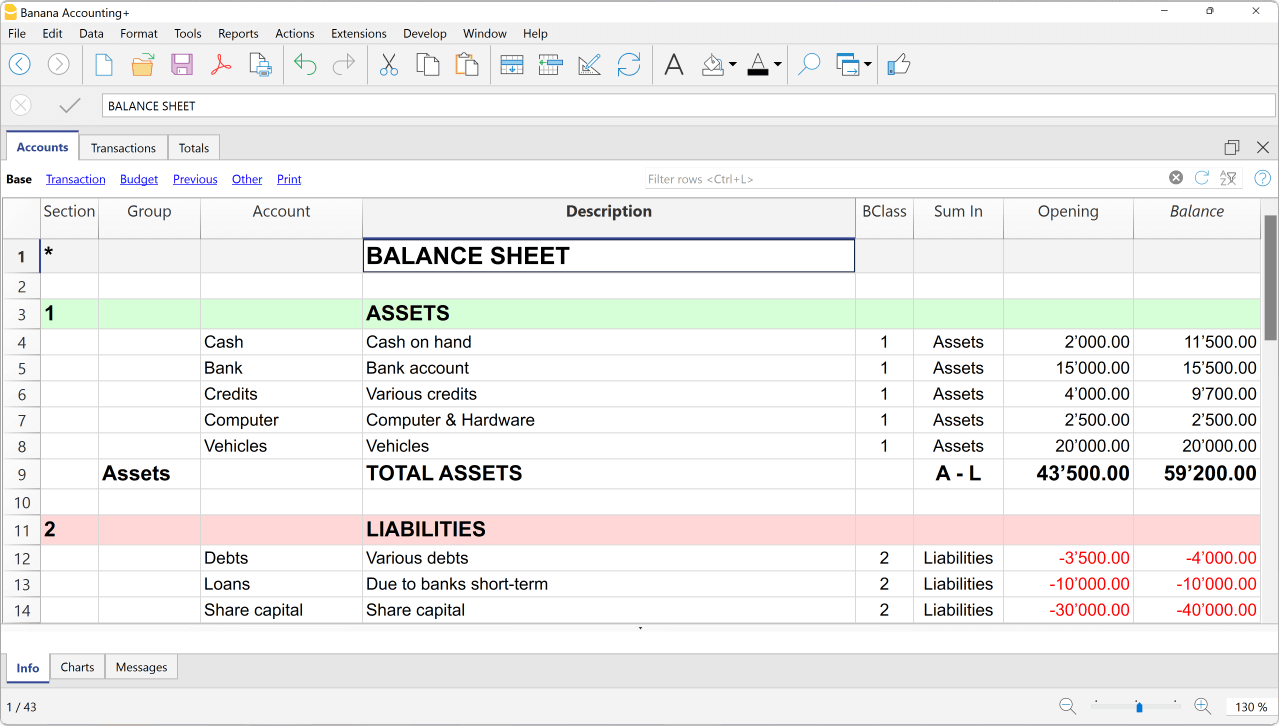 Banana Accounting+
File Edit Data Format Tools Reports Actions Extensions Develop Window Help
BALANCE SHEET
Accounts Transactions Totals
Base Transaction Budget Previous Other Print Filter rows <Ctrl+L>
Section Group Account Description BClass Sum In Opening Balance
1 * BALANCE SHEET
2
3 1 ASSETS
4 Cash Cash on hand 1 Assets 2’000.00 11’500.00
5 Bank Bank account 1 Assets 15’000.00 15’500.00
6 Credits Various credits 1 Assets 4’000.00 9’700.00
7 Computer Computer & Hardware 1 Assets 2’500.00 2’500.00
8 Vehicles Vehicles 1 Assets 20’000.00 20’000.00
9 Assets TOTAL ASSETS A - L 43’500.00 59’200.00
10
11 2 LIABILITIES
12 Debts Various debts 2 Liabilities -3’500.00 -4’000.00
13 Loans Due to banks short-term 2 Liabilities -10’000.00 -10’000.00
14 Share capital Share capital 2 Liabilities -30’000.00 -40’000.00
Info Charts Messages
1 / 43 130 %